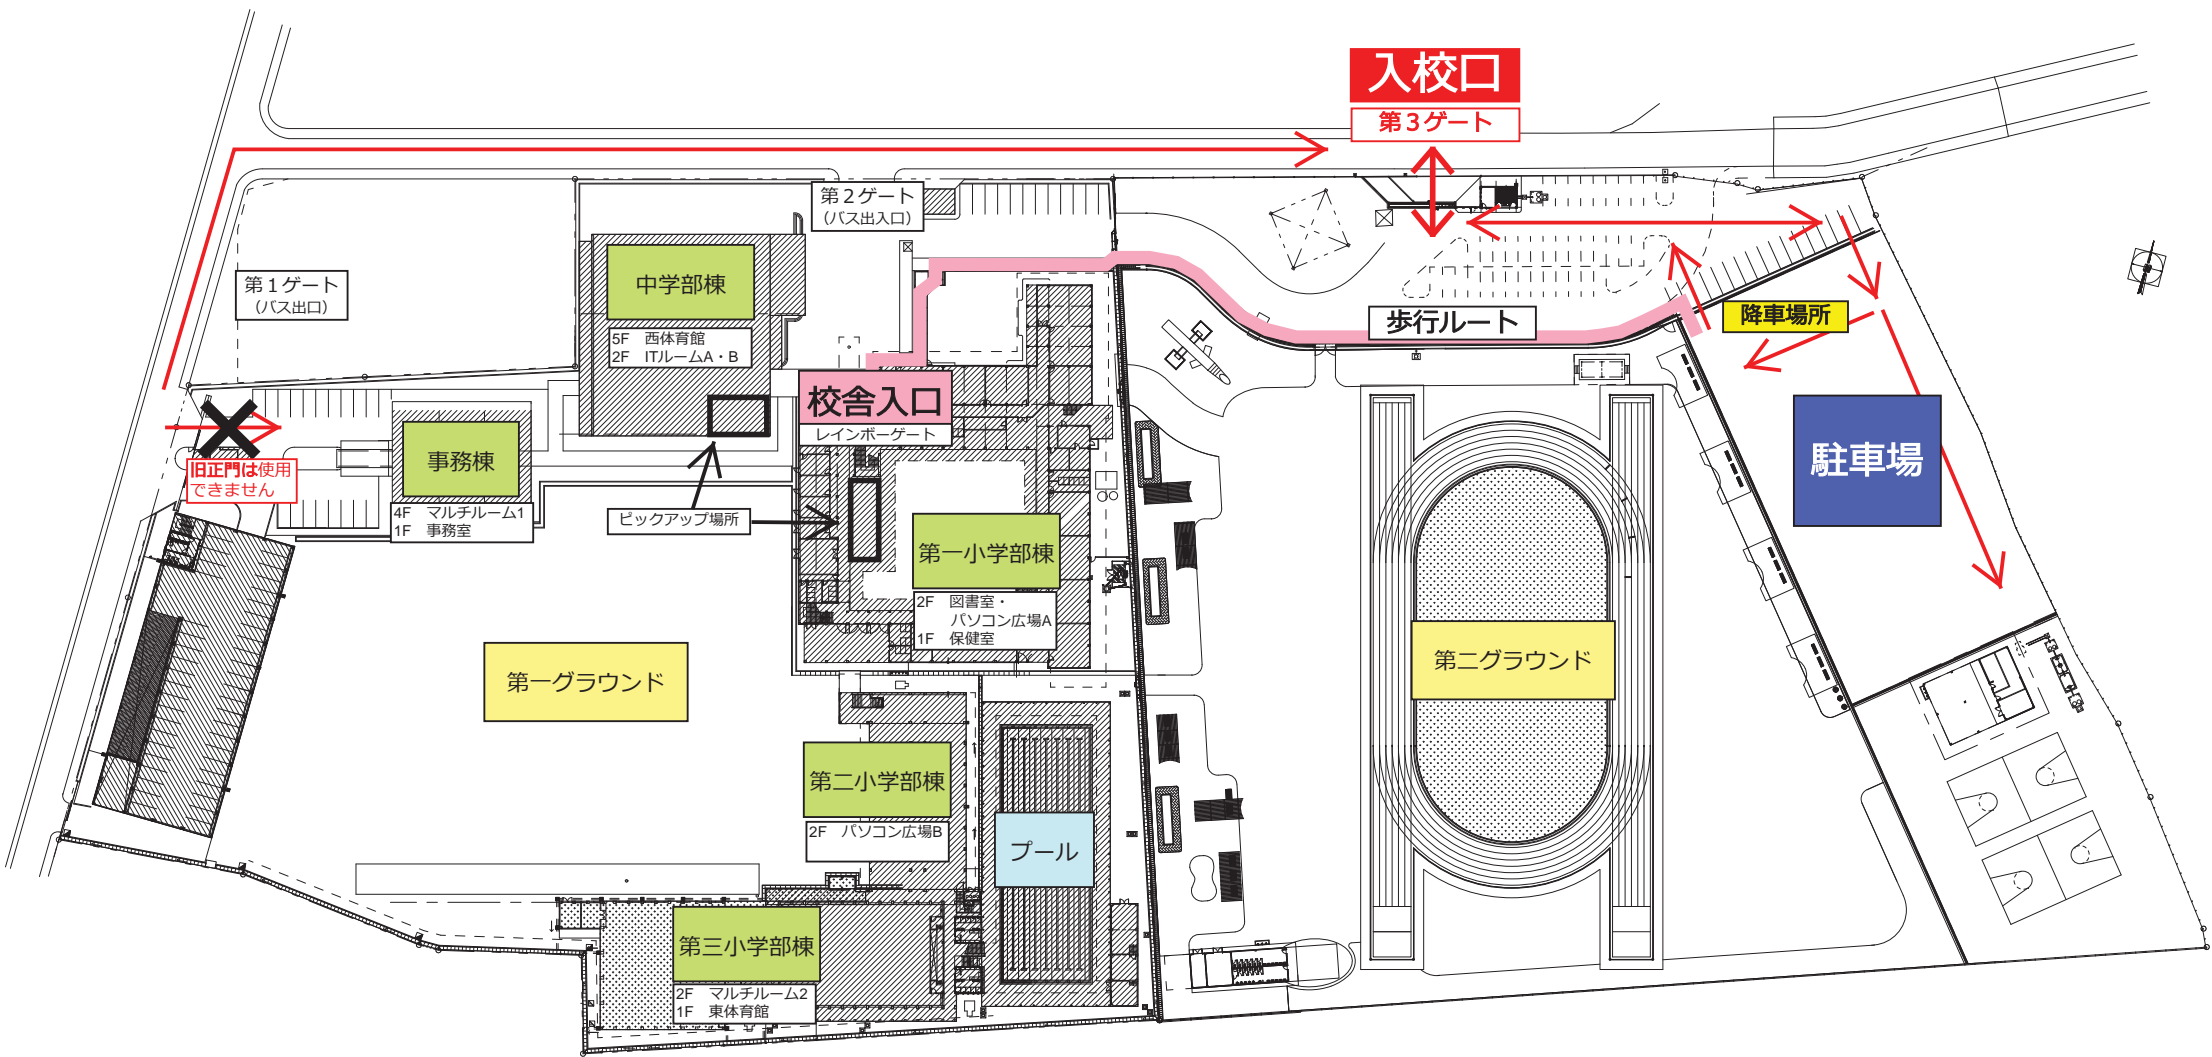 入校口
第３ゲート
第２ゲート
（バス出入口）
中学部棟
第１ゲート
（バス出口）
5F　西体育館
2F　ITルームA・B
歩行ルート
降車場所
校舎入口
レインボーゲート
駐車場
事務棟
旧正門は使用
できません
4F　マルチルーム1
1F　事務室
ピックアップ場所
第一小学部棟
2F　図書室・
パソコン広場A
1F　保健室
第一グラウンド
第二グラウンド
第二小学部棟
2F　パソコン広場B
プール
第三小学部棟
2F　マルチルーム2
1F　東体育館